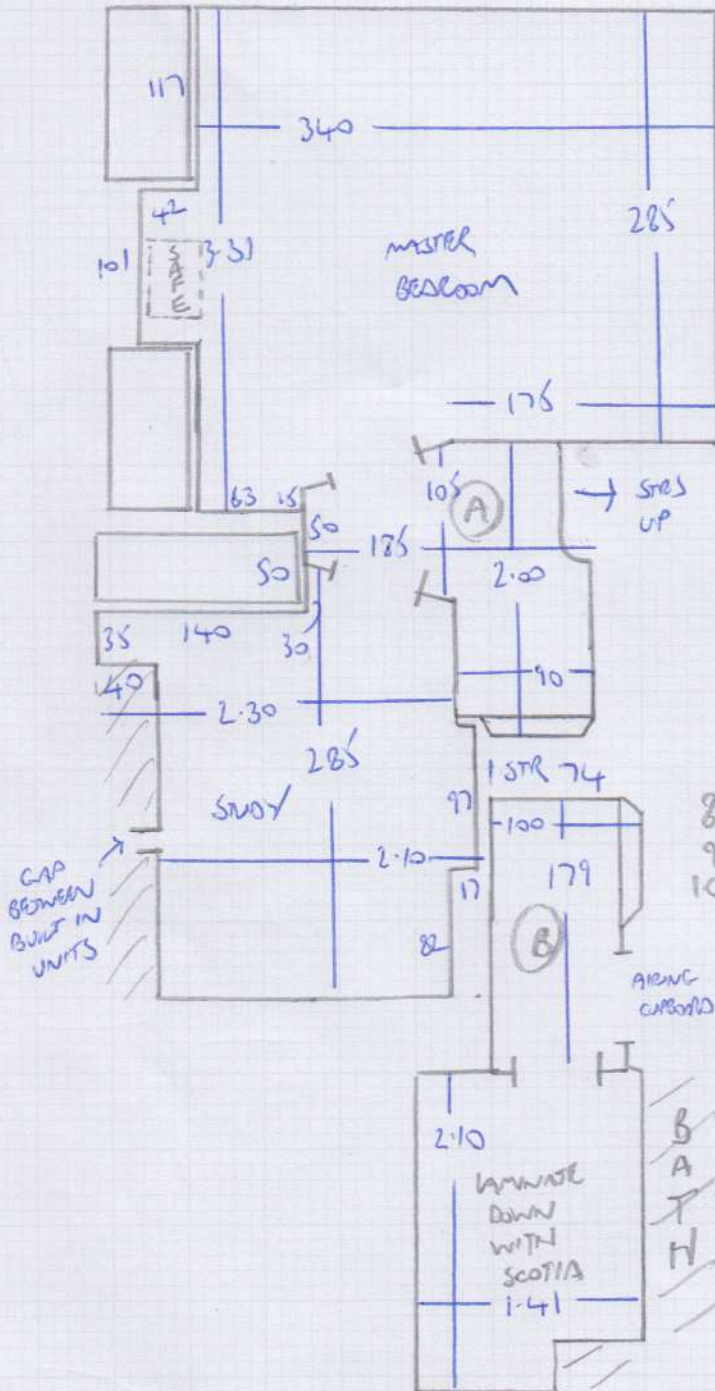 117
340
42
101
SAFE
3.31
MASTER
BEDROOM
285
175
63 15
50
105
A
→ STRS
UP
50
185
2.00
35 140
30
40
90
2.30
285
1 STR 74
STUDY
97
100
GAP
BETWEEN
BUILT IN
UNITS
2.10
17
179
82
B
AIRING
CUPBOARD
2.10
LAMINATE
DOWN
WITH
SCOTIA
1.41
BATH